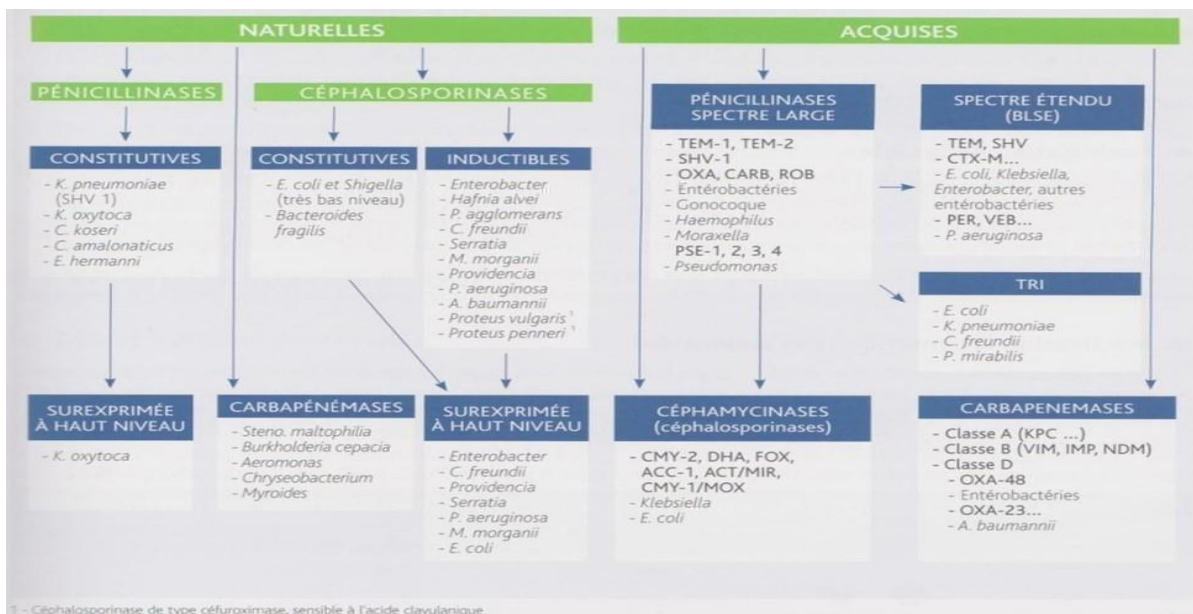 NATURELLES
PÉNICILLINASES
CÉPHALOSPORINASES
CONSTITUTIVES
- K. pneumoniae
(SHV 1)
- K. oxytoca
- C. koseri
- C. amalonaticus
- E. hermanni
CONSTITUTIVES
- E. coli et Shigella
(très bas niveau)
- Bacteroides
fragilis
INDUCTIBLES
- Enterobacter
- Hafnia alvei
- P. agglomerans
- C. freundii
- Serratia
- M. morganii
- Providencia
- P. aeruginosa
- A. baumannii
- Proteus vulgaris 1
- Proteus penneri 1
SUREXPRIMÉE
À HAUT NIVEAU
- K. oxytoca
CARBAPÉNÉMASES
- Steno. maltophilia
- Burkholderia cepacia
- Aeromonas
- Chryseobacterium
- Myroides
SUREXPRIMÉE
À HAUT NIVEAU
- Enterobacter
- C. freundii
- Providencia
- Serratia
- P. aeruginosa
- M. morganii
- E. coli
ACQUISES
PÉNICILLINASES
SPECTRE LARGE
- TEM-1, TEM-2
- SHV-1
- OXA, CARB, ROB
- Entérobactéries
- Gonocoque
- Haemophilus
- Moraxella
PSE-1, 2, 3, 4
- Pseudomonas
SPECTRE ÉTENDU
(BLSE)
- TEM, SHV
- CTX-M...
- E. coli, Klebsiella,
Enterobacter, autres
entérobactéries
- PER, VEB...
- P. aeruginosa
TRI
- E. coli
- K. pneumoniae
- C. freundii
- P. mirabilis
CÉPHAMYCINASES
(céphalosporinases)
- CMY-2, DHA, FOX,
ACC-1, ACT/MIR,
CMY-1/MOX
- Klebsiella
- E. coli
CARBAPENEMASES
- Classe A (KPC ...)
- Classe B (VIM, IMP, NDM)
- Classe D
- OXA-48
- Entérobactéries
- OXA-23...
- A. baumannii
1 - Céphalosporinase de type céfuroximase, sensible à l'acide clavulanique